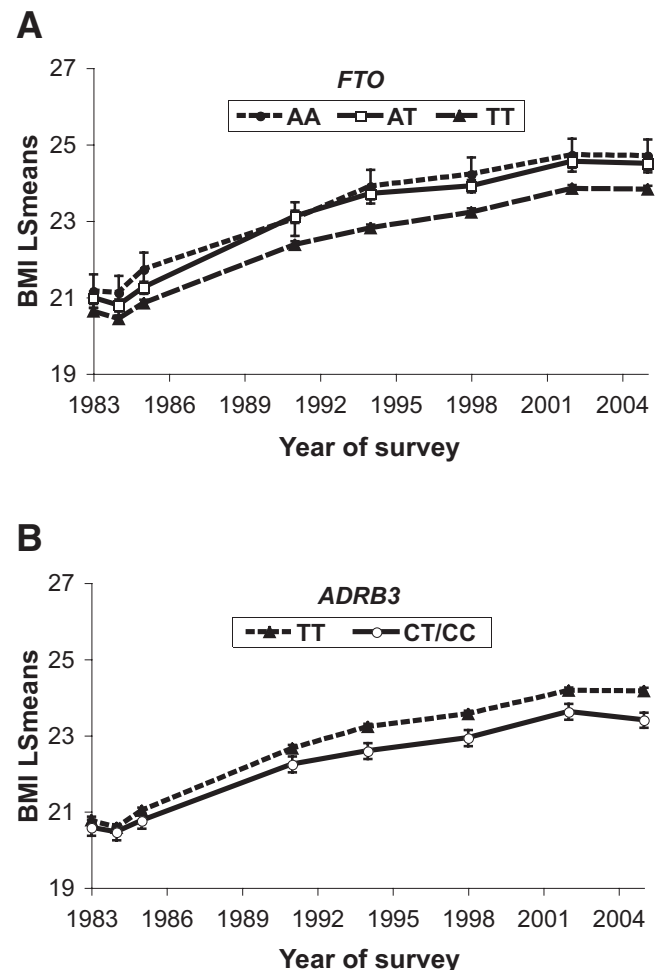 A
FTO
AA AT TT
27
25
23
21
19
BMI LSmeans
1983 1986 1989 1992 1995 1998 2001 2004
Year of survey
B
ADRB3
TT CT/CC
27
25
23
21
19
BMI LSmeans
1983 1986 1989 1992 1995 1998 2001 2004
Year of survey